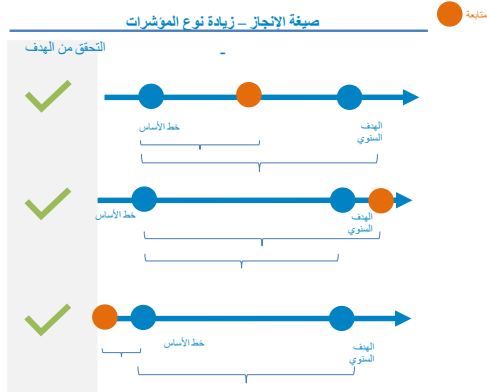 صيغة الإنجاز – زيادة نوع المؤشرات
متابعة
التحقق من الهدف
-
خط الأساس
الهدف
السنوي
خط الأساس
الهدف
السنوي
خط الأساس
الهدف
السنوي